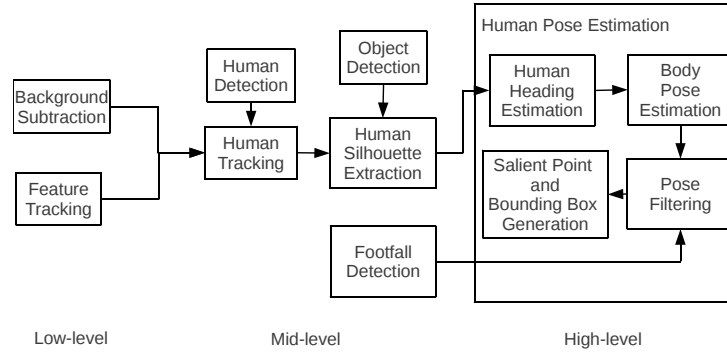 Human Pose Estimation
Object
Detection
Human
Detection
Human
Heading
Estimation
Body
Pose
Estimation
Background
Subtraction
Human
Tracking
Human
Silhouette
Extraction
Salient Point
and
Bounding Box
Generation
Pose
Filtering
Feature
Tracking
Footfall
Detection
Low-level
Mid-level
High-level